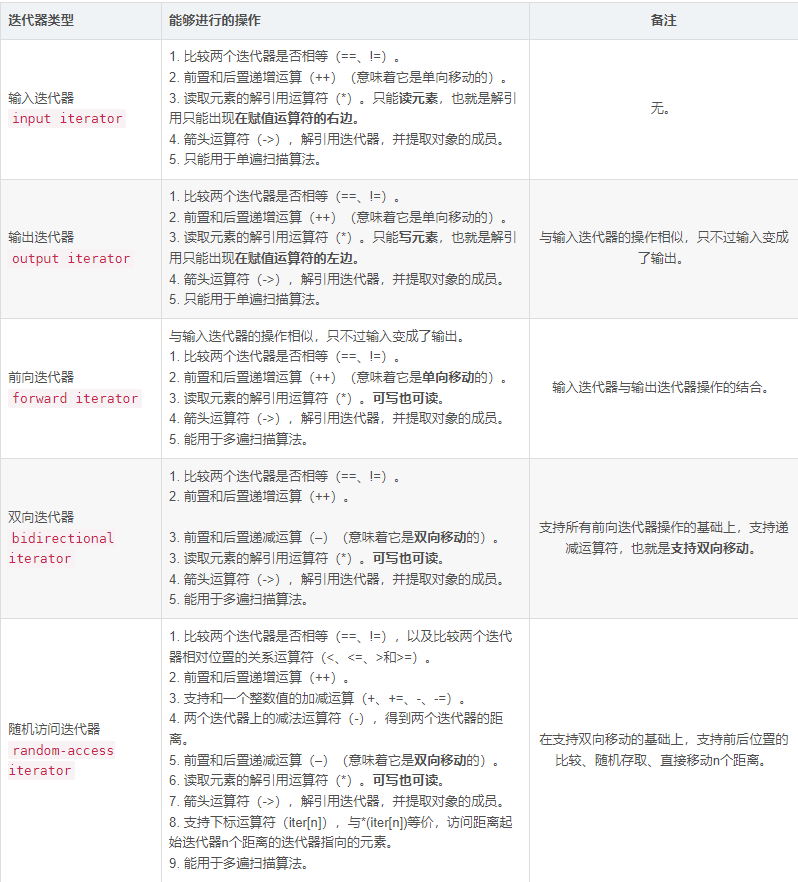 迭代器类型
能够进行的操作
备注
输入迭代器
input iterator
1. 比较两个迭代器是否相等（==、!=）。
2. 前置和后置递增运算（++）（意味着它是单向移动的）。
3. 读取元素的解引用运算符（*）。只能读元素，也就是解引
用只能出现在赋值运算符的右边。
4. 箭头运算符（->），解引用迭代器，并提取对象的成员。
5. 只能用于单遍扫描算法。
无。
输出迭代器
output iterator
1. 比较两个迭代器是否相等（==、!=）。
2. 前置和后置递增运算（++）（意味着它是单向移动的）。
3. 读取元素的解引用运算符（*）。只能写元素，也就是解引
用只能出现在赋值运算符的左边。
4. 箭头运算符（->），解引用迭代器，并提取对象的成员。
5. 只能用于单遍扫描算法。
与输入迭代器的操作相似，只不过输入变成
了输出。
前向迭代器
forward iterator
与输入迭代器的操作相似，只不过输入变成了输出。
1. 比较两个迭代器是否相等（==、!=）。
2. 前置和后置递增运算（++）（意味着它是单向移动的）。
3. 读取元素的解引用运算符（*）。可写也可读。
4. 箭头运算符（->），解引用迭代器，并提取对象的成员。
5. 能用于多遍扫描算法。
输入迭代器与输出迭代器操作的结合。
双向迭代器
bidirectional
iterator
1. 比较两个迭代器是否相等（==、!=）。
2. 前置和后置递增运算（++）。
3. 前置和后置递减运算（–）（意味着它是双向移动的）。
3. 读取元素的解引用运算符（*）。可写也可读。
4. 箭头运算符（->），解引用迭代器，并提取对象的成员。
5. 能用于多遍扫描算法。
支持所有前向迭代器操作的基础上，支持递
减运算符，也就是支持双向移动。
随机访问迭代器
random-access
iterator
1. 比较两个迭代器是否相等（==、!=），以及比较两个迭代
器相对位置的关系运算符（<、<=、>和>=）。
2. 前置和后置递增运算（++）。
3. 支持和一个整数值的加减运算（+、+=、-、-=）。
4. 两个迭代器上的减法运算符（-），得到两个迭代器的距
离。
5. 前置和后置递减运算（–）（意味着它是双向移动的）。
6. 读取元素的解引用运算符（*）。可写也可读。
7. 箭头运算符（->），解引用迭代器，并提取对象的成员。
8. 支持下标运算符（iter[n]），与*(iter[n])等价，访问距离起
始迭代器n个距离的迭代器指向的元素。
9. 能用于多遍扫描算法。
在支持双向移动的基础上，支持前后位置的
比较、随机存取、直接移动n个距离。